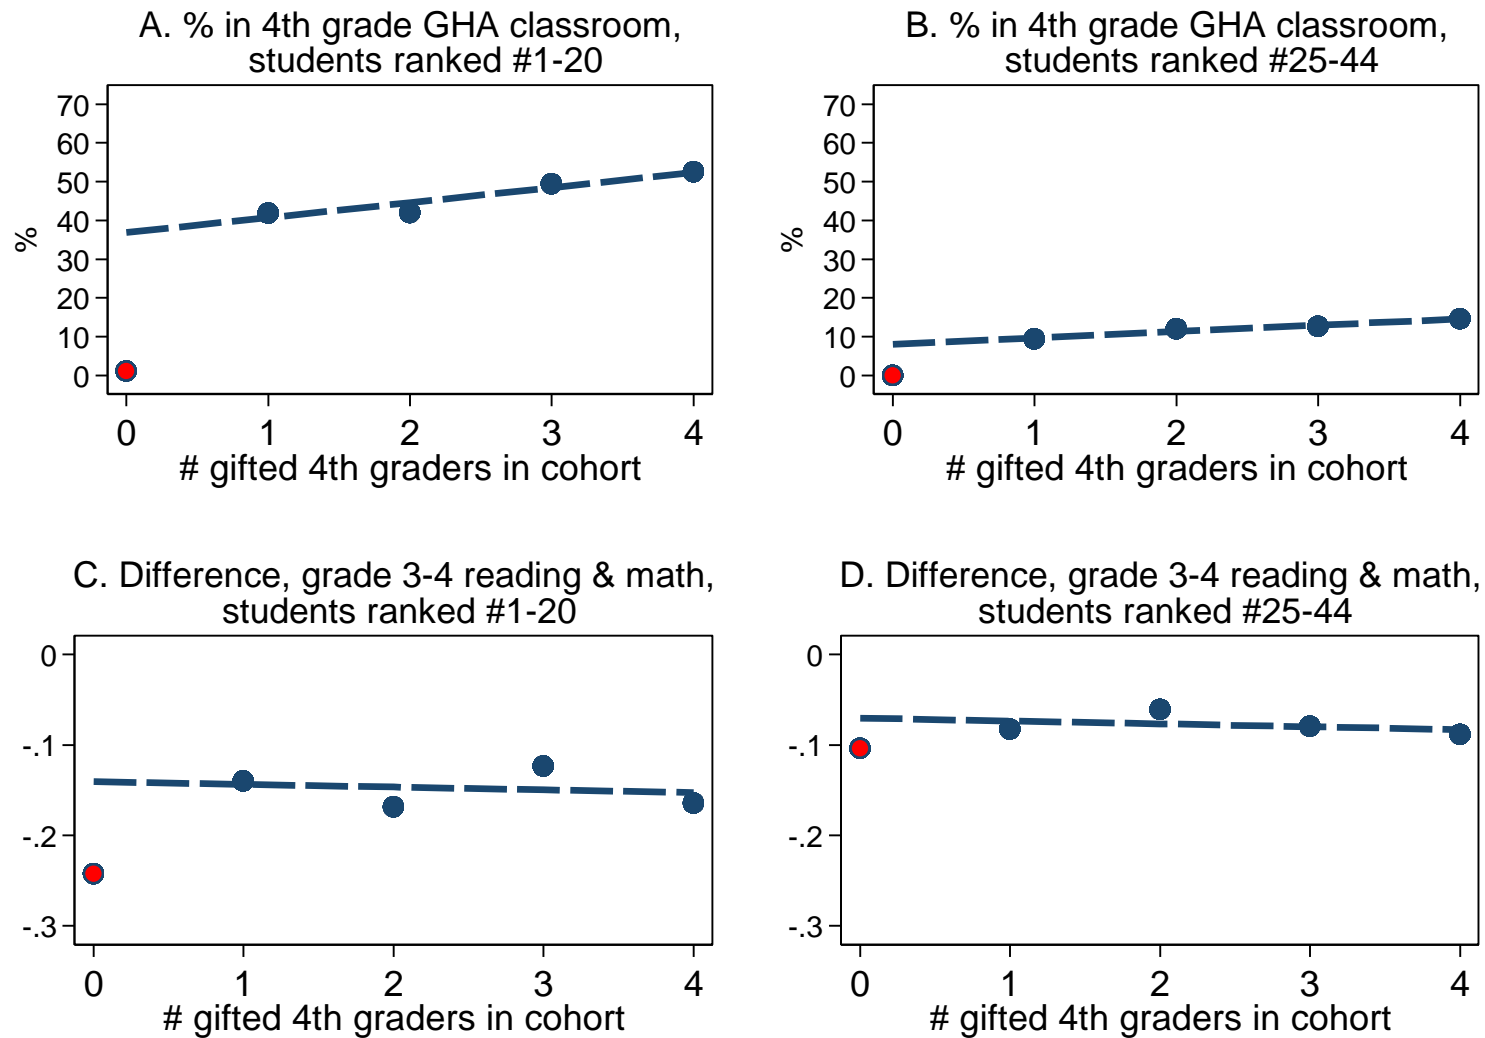 A. % in 4th grade GHA classroom,
students ranked #1-20
70
60
50
40
30
20
10
0
%
0 1 2 3 4
# gifted 4th graders in cohort
B. % in 4th grade GHA classroom,
students ranked #25-44
70
60
50
40
30
20
10
0
%
0 1 2 3 4
# gifted 4th graders in cohort
C. Difference, grade 3-4 reading & math,
students ranked #1-20
0
-.1
-.2
-.3
0 1 2 3 4
# gifted 4th graders in cohort
D. Difference, grade 3-4 reading & math,
students ranked #25-44
0
-.1
-.2
-.3
0 1 2 3 4
# gifted 4th graders in cohort